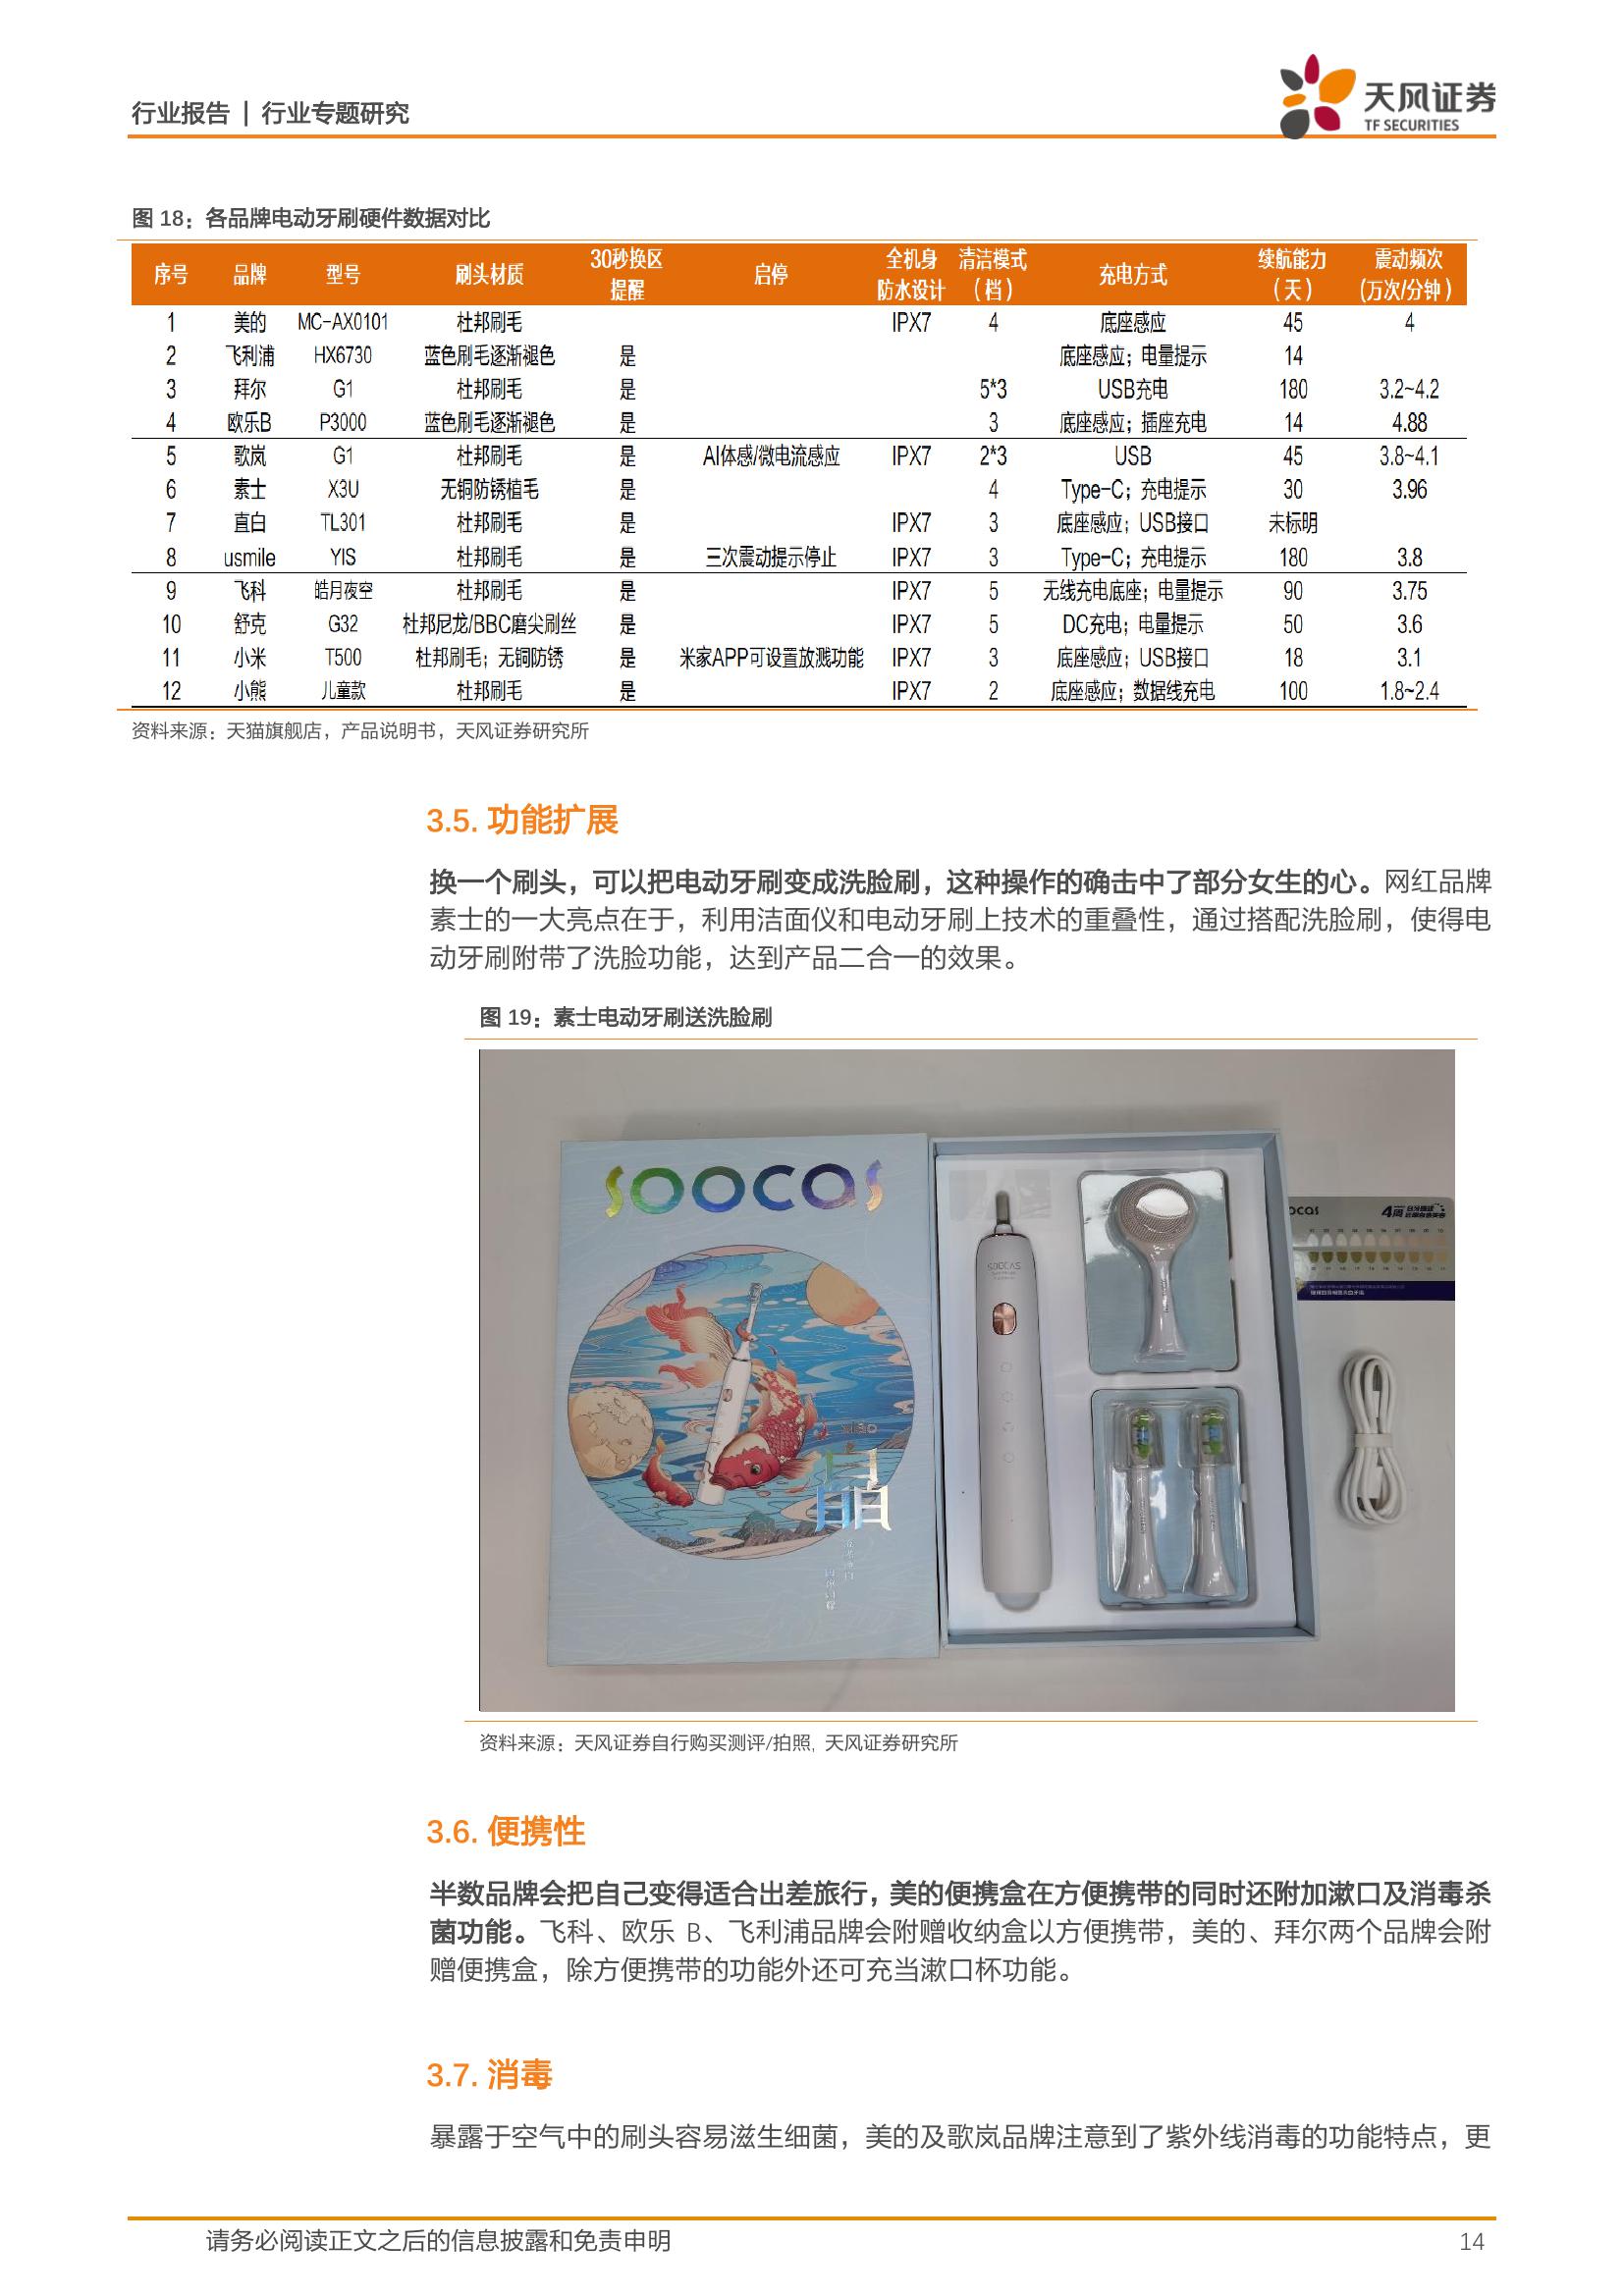 行业报告 | 行业专题研究
天风证券
TF SECURITIES
图 18：各品牌电动牙刷硬件数据对比
序号 品牌 型号 刷头材质 30秒换区提醒 启停 全机身防水设计 清洁模式（档） 充电方式 续航能力（天） 震动频次(万次/分钟)
1 美的 MC-AX0101 杜邦刷毛 IPX7 4 底座感应 45 4
2 飞利浦 HX6730 蓝色刷毛逐渐褪色 是 底座感应；电量提示 14
3 拜尔 G1 杜邦刷毛 是 5*3 USB充电 180 3.2~4.2
4 欧乐B P3000 蓝色刷毛逐渐褪色 是 3 底座感应；插座充电 14 4.88
5 歌岚 G1 杜邦刷毛 是 AI体感/微电流感应 IPX7 2*3 USB 45 3.8~4.1
6 素士 X3U 无铜防锈植毛 是 4 Type-C；充电提示 30 3.96
7 直白 TL301 杜邦刷毛 是 IPX7 3 底座感应；USB接口 未标明
8 usmile YIS 杜邦刷毛 是 三次震动提示停止 IPX7 3 Type-C；充电提示 180 3.8
9 飞科 皓月夜空 杜邦刷毛 是 IPX7 5 无线充电底座；电量提示 90 3.75
10 舒克 G32 杜邦尼龙/BBC磨尖刷丝 是 IPX7 5 DC充电；电量提示 50 3.6
11 小米 T500 杜邦刷毛；无铜防锈 是 米家APP可设置放溅功能 IPX7 3 底座感应；USB接口 18 3.1
12 小熊 儿童款 杜邦刷毛 是 IPX7 2 底座感应；数据线充电 100 1.8~2.4
资料来源：天猫旗舰店，产品说明书，天风证券研究所
3.5. 功能扩展
换一个刷头，可以把电动牙刷变成洗脸刷，这种操作的确击中了部分女生的心。网红品牌
素士的一大亮点在于，利用洁面仪和电动牙刷上技术的重叠性，通过搭配洗脸刷，使得电
动牙刷附带了洗脸功能，达到产品二合一的效果。
图 19：素士电动牙刷送洗脸刷
SOOCAS
SOOCAS
ocas
4周
资料来源：天风证券自行购买测评/拍照，天风证券研究所
3.6. 便携性
半数品牌会把自己变得适合出差旅行，美的便携盒在方便携带的同时还附加漱口及消毒杀
菌功能。飞科、欧乐 B、飞利浦品牌会附赠收纳盒以方便携带，美的、拜尔两个品牌会附
赠便携盒，除方便携带的功能外还可充当漱口杯功能。
3.7. 消毒
暴露于空气中的刷头容易滋生细菌，美的及歌岚品牌注意到了紫外线消毒的功能特点，更
请务必阅读正文之后的信息披露和免责申明
14